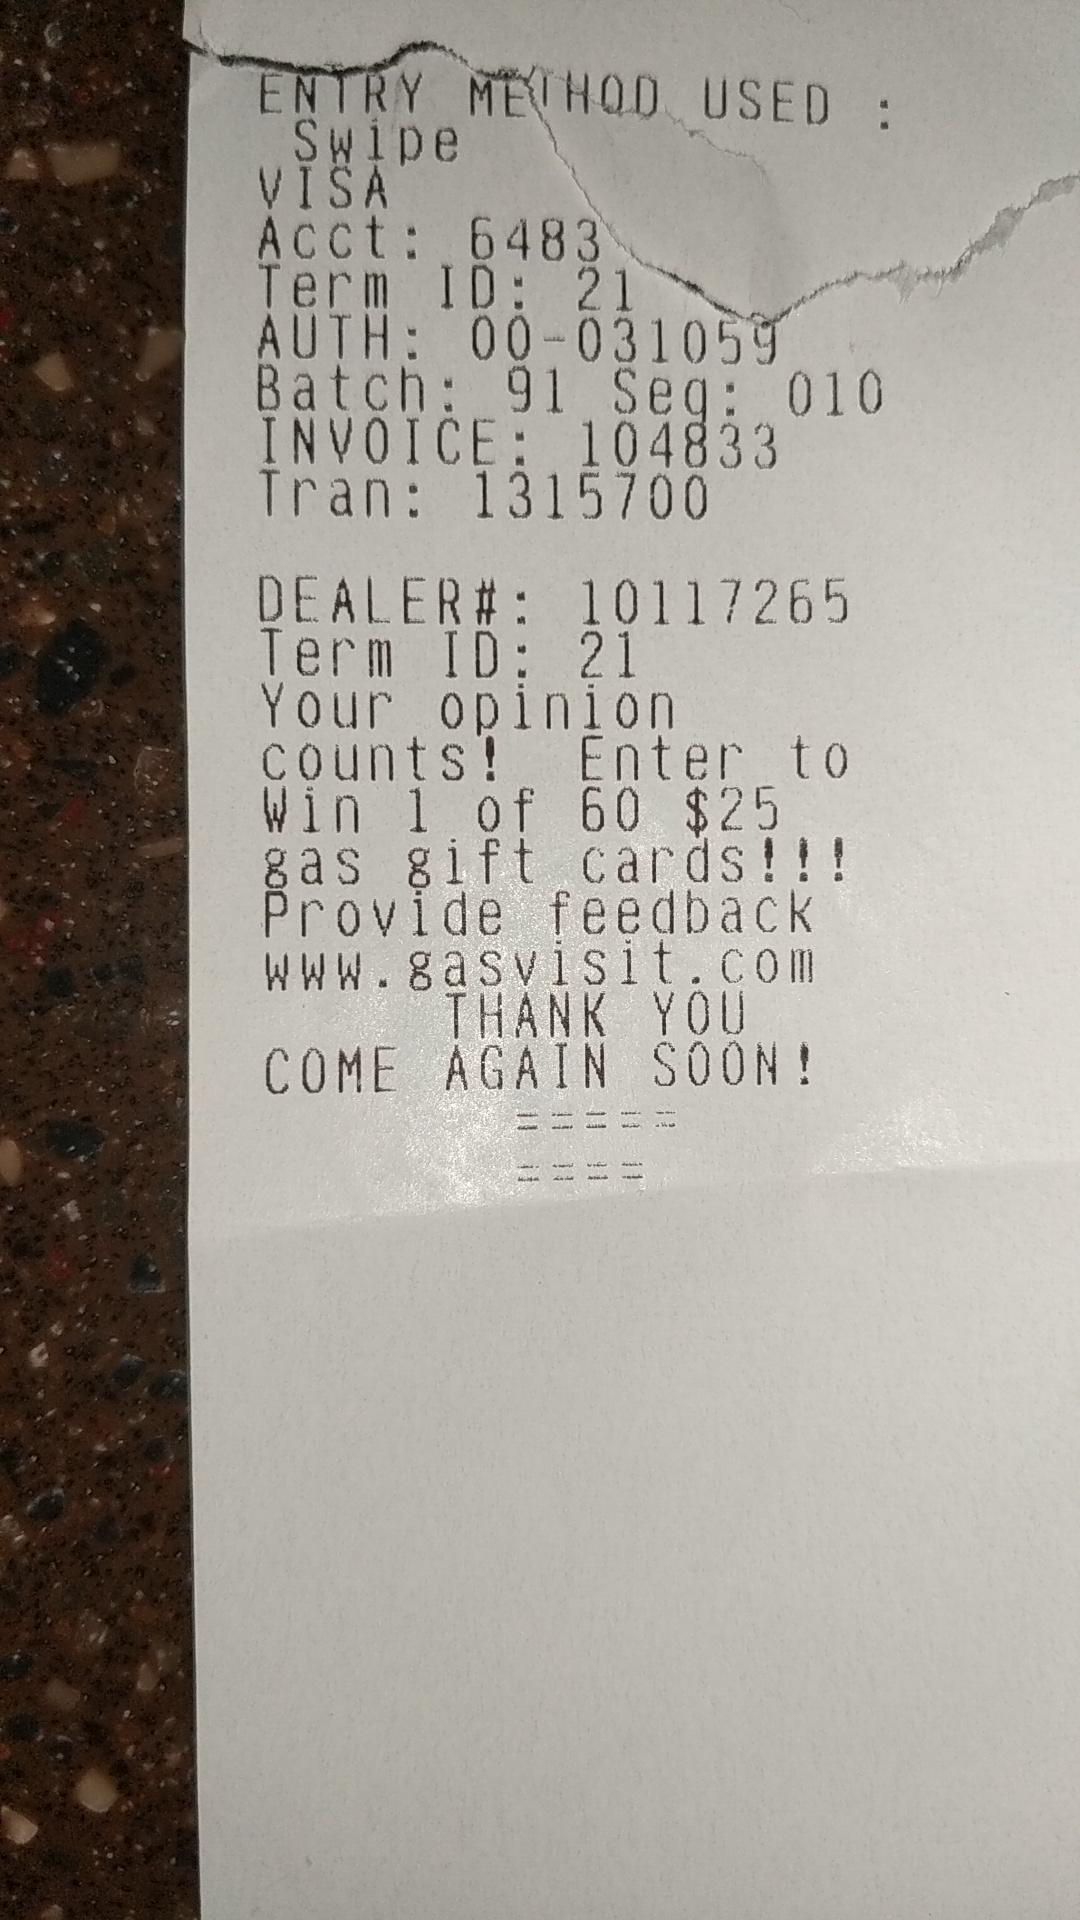 ENTRY METHOD USED :
Swipe
VISA
Acct: 6483
Term ID: 21
AUTH: 00-031059
Batch: 91 Seq: 010
INVOICE: 104833
Tran: 1315700
DEALER#: 10117265
Term ID: 21
Your opinion
counts! Enter to
Win 1 of 60 $25
gas gift cards!!!
Provide feedback
www.gasvisit.com
THANK YOU
COME AGAIN SOON!
=====
====